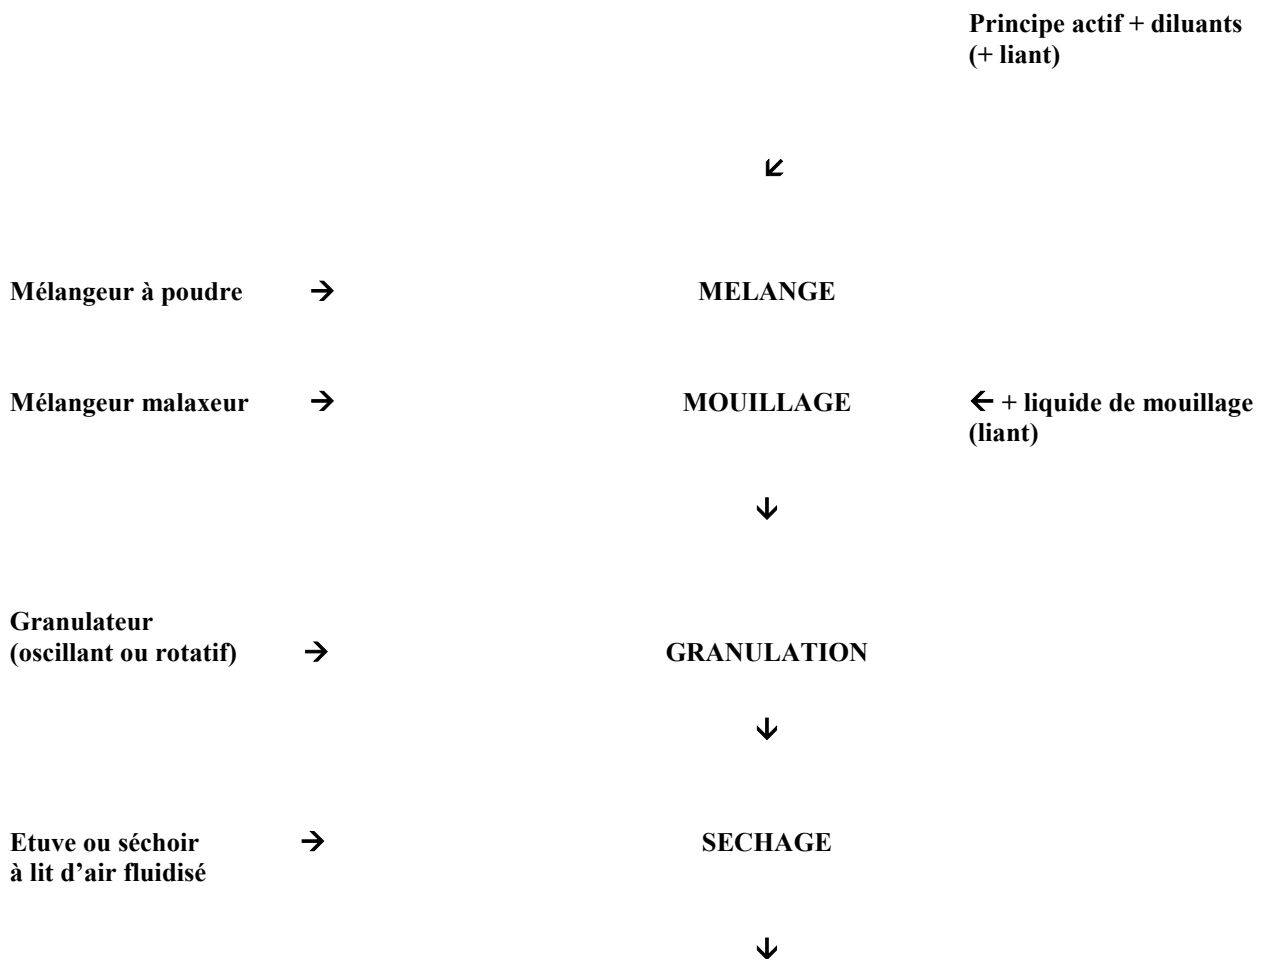 Principe actif + diluants
(+ liant)
↙
Mélangeur à poudre → MELANGE
Mélangeur malaxeur → MOUILLAGE ← + liquide de mouillage
(liant)
↓
Granulateur
(oscillant ou rotatif) → GRANULATION
↓
Etuve ou séchoir → SECHAGE
à lit d’air fluidisé
↓